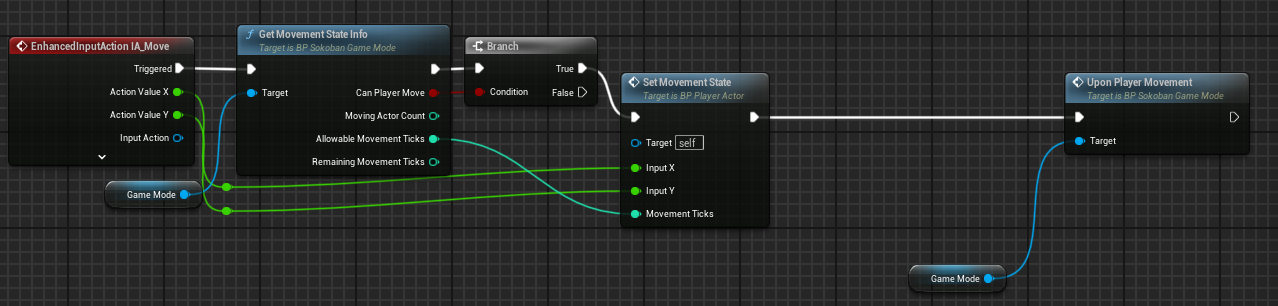 EnhancedInputAction IA_Move
Triggered
Action Value X
Action Value Y
Input Action
Game Mode
f Get Movement State Info
Target is BP Sokoban Game Mode
Target
Can Player Move
Moving Actor Count
Allowable Movement Ticks
Remaining Movement Ticks
Branch
True
Condition
False
Set Movement State
Target is BP Player Actor
Target self
Input X
Input Y
Movement Ticks
Upon Player Movement
Target is BP Sokoban Game Mode
Target
Game Mode